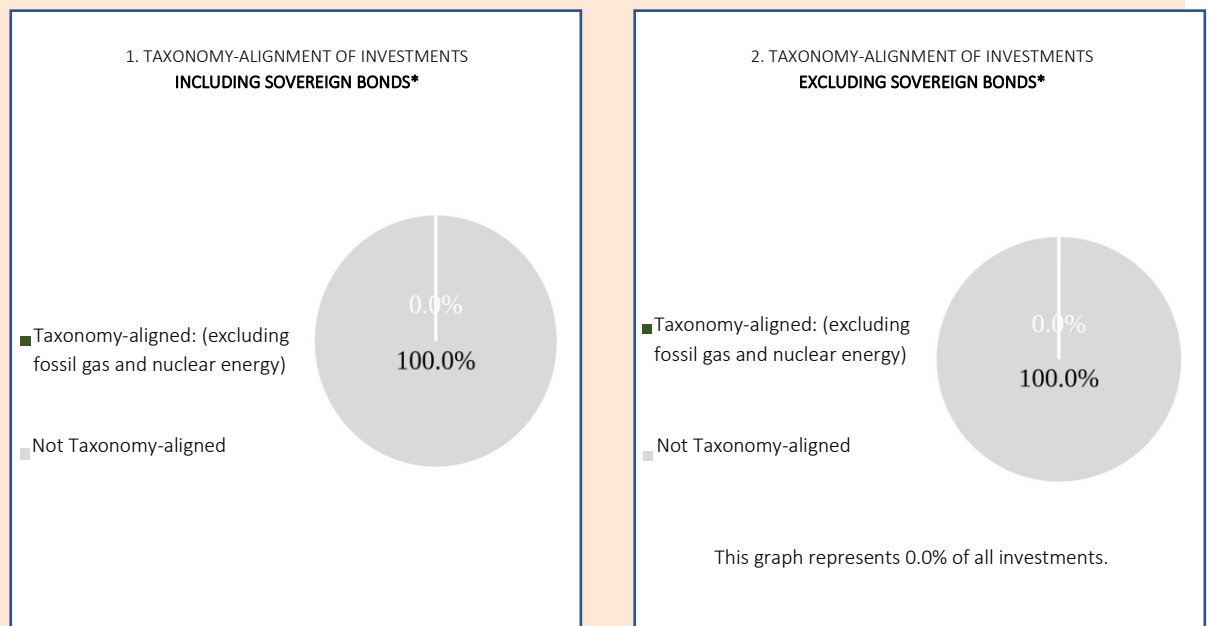 1. TAXONOMY-ALIGNMENT OF INVESTMENTS
INCLUDING SOVEREIGN BONDS*
0.0%
100.0%
Taxonomy-aligned: (excluding
fossil gas and nuclear energy)
Not Taxonomy-aligned
2. TAXONOMY-ALIGNMENT OF INVESTMENTS
EXCLUDING SOVEREIGN BONDS*
0.0%
100.0%
Taxonomy-aligned: (excluding
fossil gas and nuclear energy)
Not Taxonomy-aligned
This graph represents 0.0% of all investments.